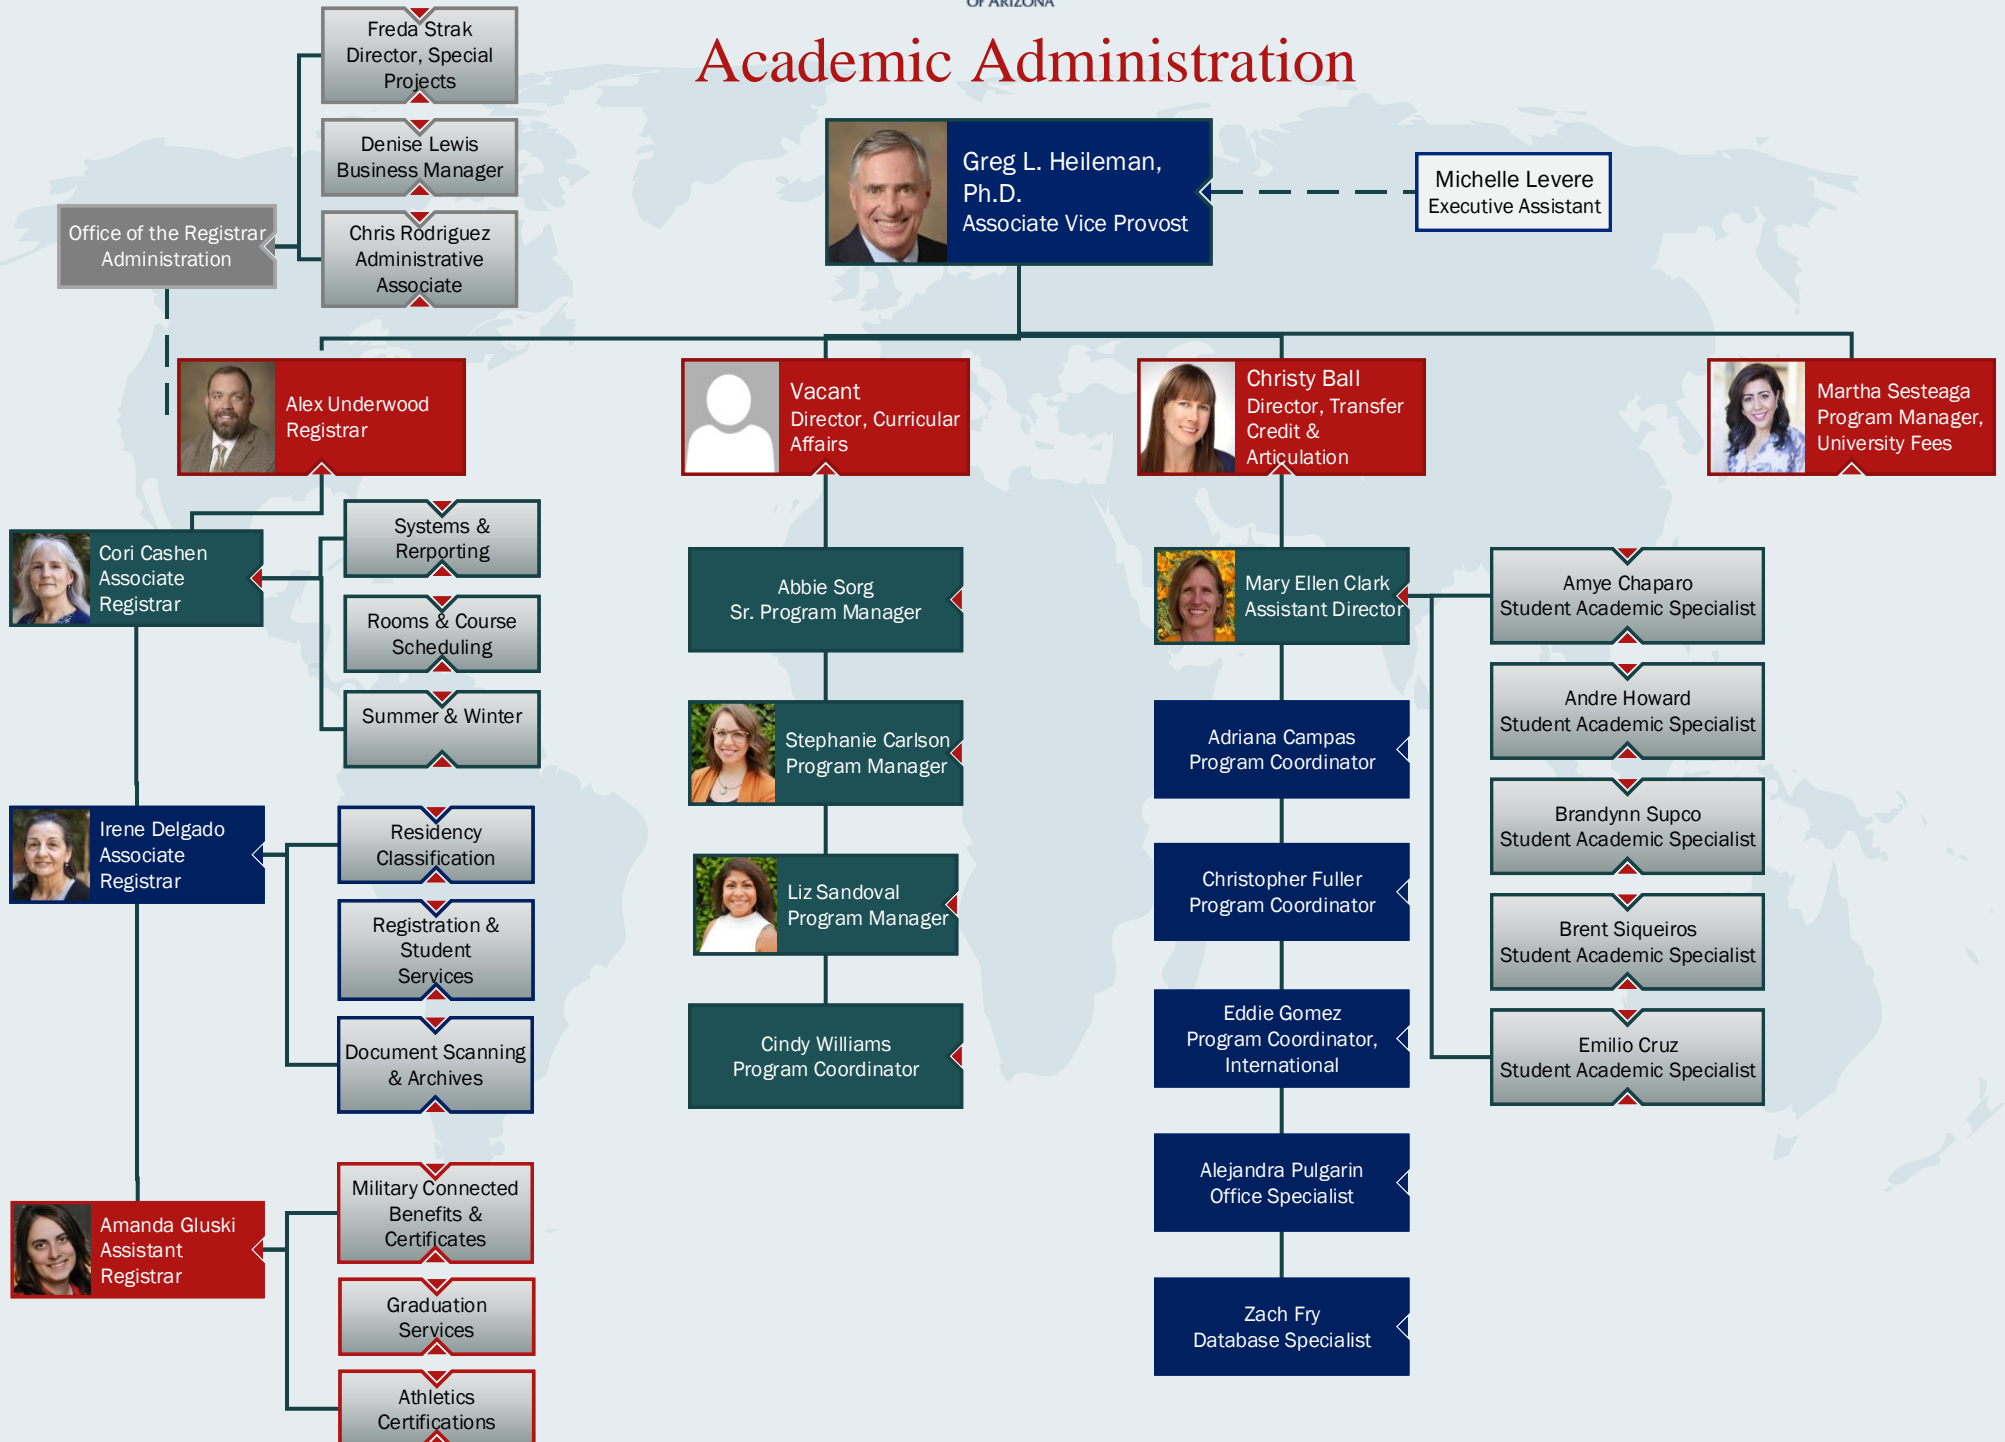 OF ARIZONA
Academic Administration
Freda Strak
Director, Special
Projects
Denise Lewis
Business Manager
Chris Rodriguez
Administrative
Associate
Office of the Registrar
Administration
Greg L. Heileman,
Ph.D.
Associate Vice Provost
Michelle Levere
Executive Assistant
Alex Underwood
Registrar
Vacant
Director, Curricular
Affairs
Christy Ball
Director, Transfer
Credit &
Articulation
Martha Sesteaga
Program Manager,
University Fees
Cori Cashen
Associate
Registrar
Systems &
Rerporting
Rooms & Course
Scheduling
Summer & Winter
Irene Delgado
Associate
Registrar
Residency
Classification
Registration &
Student
Services
Document Scanning
& Archives
Amanda Gluski
Assistant
Registrar
Military Connected
Benefits &
Certificates
Graduation
Services
Athletics
Certifications
Abbie Sorg
Sr. Program Manager
Stephanie Carlson
Program Manager
Liz Sandoval
Program Manager
Cindy Williams
Program Coordinator
Mary Ellen Clark
Assistant Director
Adriana Campas
Program Coordinator
Christopher Fuller
Program Coordinator
Eddie Gomez
Program Coordinator,
International
Alejandra Pulgarin
Office Specialist
Zach Fry
Database Specialist
Amye Chaparo
Student Academic Specialist
Andre Howard
Student Academic Specialist
Brandynn Supco
Student Academic Specialist
Brent Siqueiros
Student Academic Specialist
Emilio Cruz
Student Academic Specialist